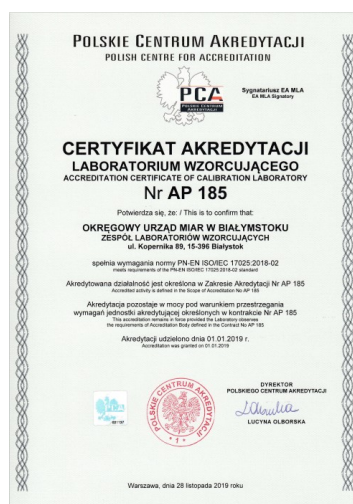 POLSKIE CENTRUM AKREDYTACJI
POLISH CENTRE FOR ACCREDITATION
PCA
POLSKIE CENTRUM
AKREDYTACJI
Sygnatariusz EA MLA
EA MLA Signatory
CERTYFIKAT AKREDYTACJI
LABORATORIUM WZORCUJĄCEGO
ACCREDITATION CERTIFICATE OF CALIBRATION LABORATORY
Nr AP 185
Potwierdza się, że: / This is to confirm that:
OKRĘGOWY URZĄD MIAR W BIAŁYMSTOKU
ZESPÓŁ LABORATORIÓW WZORCUJĄCYCH
ul. Kopernika 89, 15-396 Białystok
spełnia wymagania normy PN-EN ISO/IEC 17025:2018-02
meets requirements of the PN-EN ISO/IEC 17025:2018-02 standard
Akredytowana działalność jest określona w Zakresie Akredytacji Nr AP 185
Accredited activity is defined in the Scope of Accreditation No AP 185
Akredytacja pozostaje w mocy pod warunkiem przestrzegania
wymagań jednostki akredytującej określonych w kontrakcie Nr AP 185
This accreditation remains in force provided the Laboratory observes
the requirements of Accreditation Body defined in the Contract No AP 185
Akredytacji udzielono dnia 01.01.2019 r.
Accreditation was granted on 01.01.2019
POLSKIE CENTRUM AKREDYTACJI
1
DYREKTOR
POLSKIEGO CENTRUM AKREDYTACJI
LUCYNA OLBORSKA
Warszawa, dnia 28 listopada 2019 roku